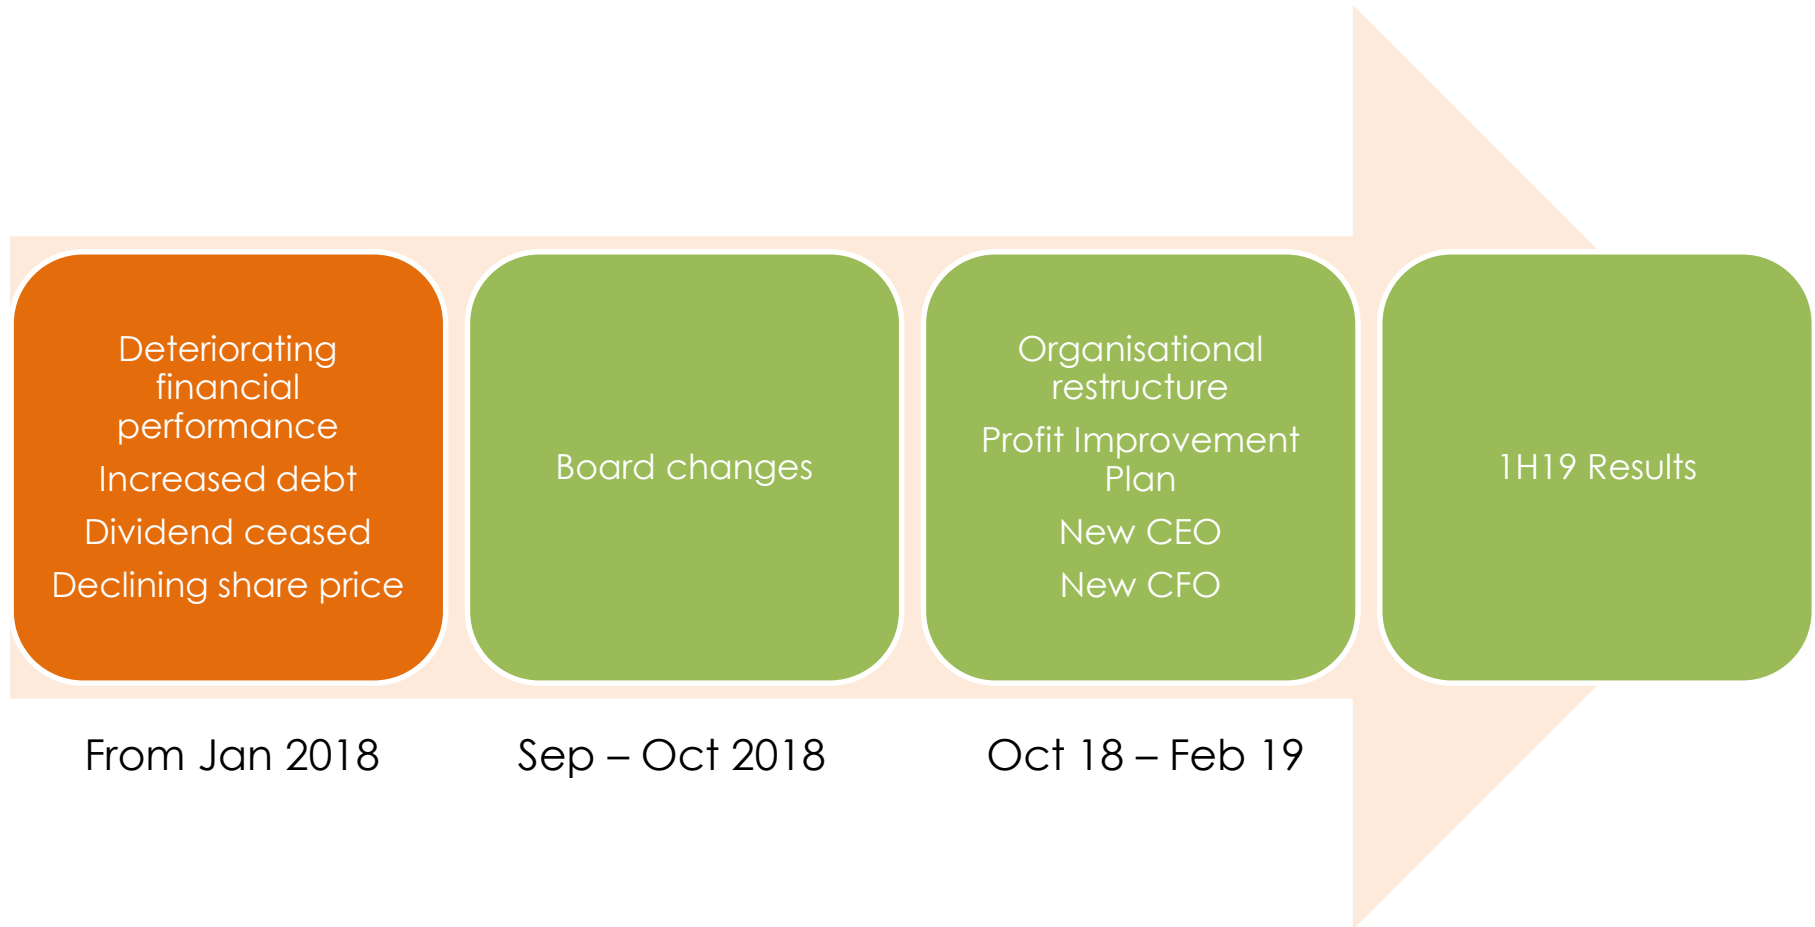 Deteriorating
financial
performance
Increased debt
Dividend ceased
Declining share price
Board changes
Organisational
restructure
Profit Improvement
Plan
New CEO
New CFO
1H19 Results
From Jan 2018
Sep – Oct 2018
Oct 18 – Feb 19